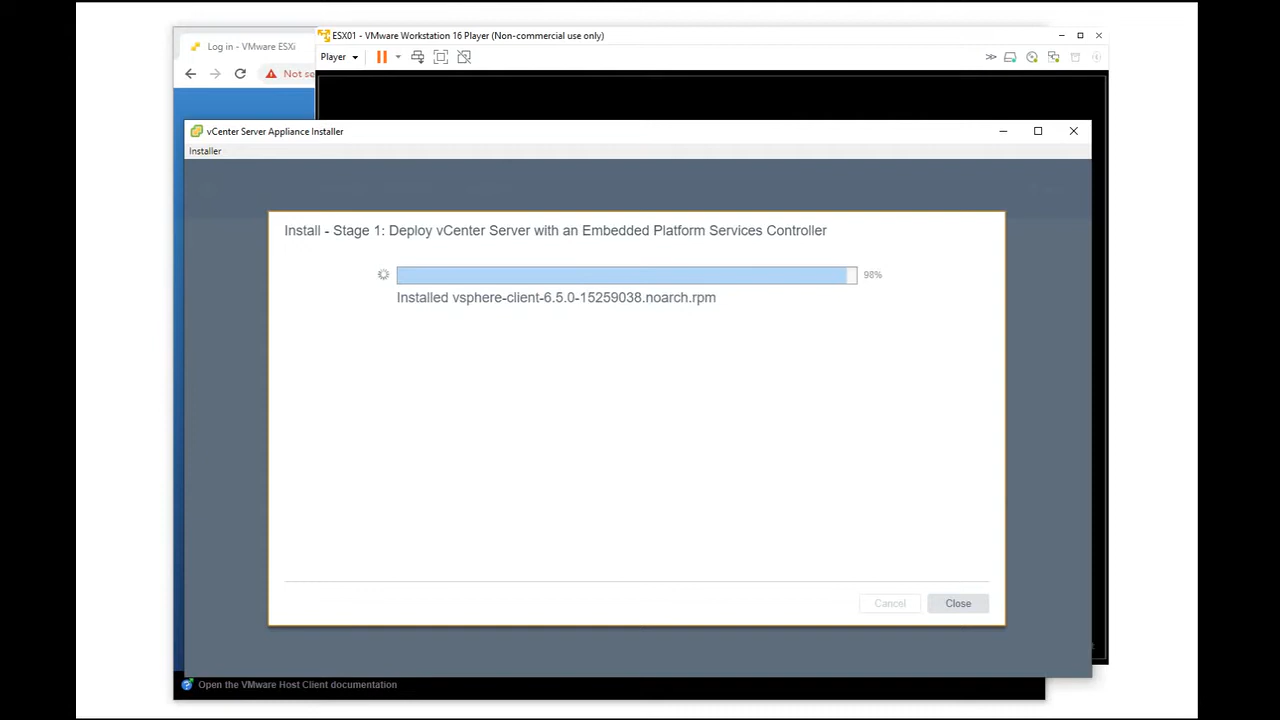 Log in - VMware ESXi
ESX01 - VMware Workstation 16 Player (Non-commercial use only)
Player
Not se
vCenter Server Appliance Installer
Installer
Install - Stage 1: Deploy vCenter Server with an Embedded Platform Services Controller
98%
Installed vsphere-client-6.5.0-15259038.noarch.rpm
Cancel
Close
Open the VMware Host Client documentation